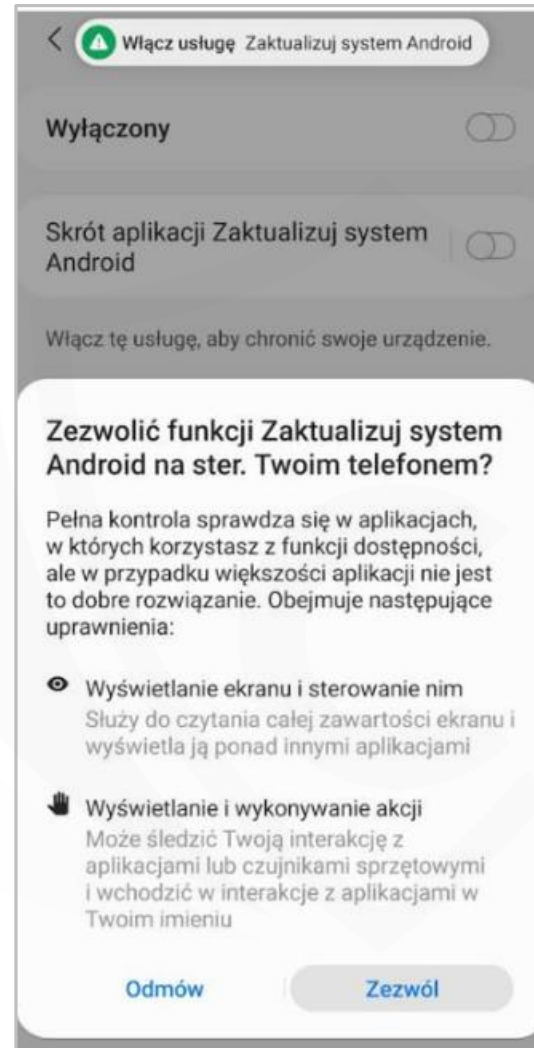 Włącz usługę Zaktualizuj system Android
Wyłączony
Skrót aplikacji Zaktualizuj system
Android
Włącz tę usługę, aby chronić swoje urządzenie.
Zezwolić funkcji Zaktualizuj system
Android na ster. Twoim telefonem?
Pełna kontrola sprawdza się w aplikacjach,
w których korzystasz z funkcji dostępności,
ale w przypadku większości aplikacji nie jest
to dobre rozwiązanie. Obejmuje następujące
uprawnienia:
Wyświetlanie ekranu i sterowanie nim
Służy do czytania całej zawartości ekranu i
wyświetla ją ponad innymi aplikacjami
Wyświetlanie i wykonywanie akcji
Może śledzić Twoją interakcję z
aplikacjami lub czujnikami sprzętowymi
i wchodzić w interakcje z aplikacjami w
Twoim imieniu
Odmów Zezwól